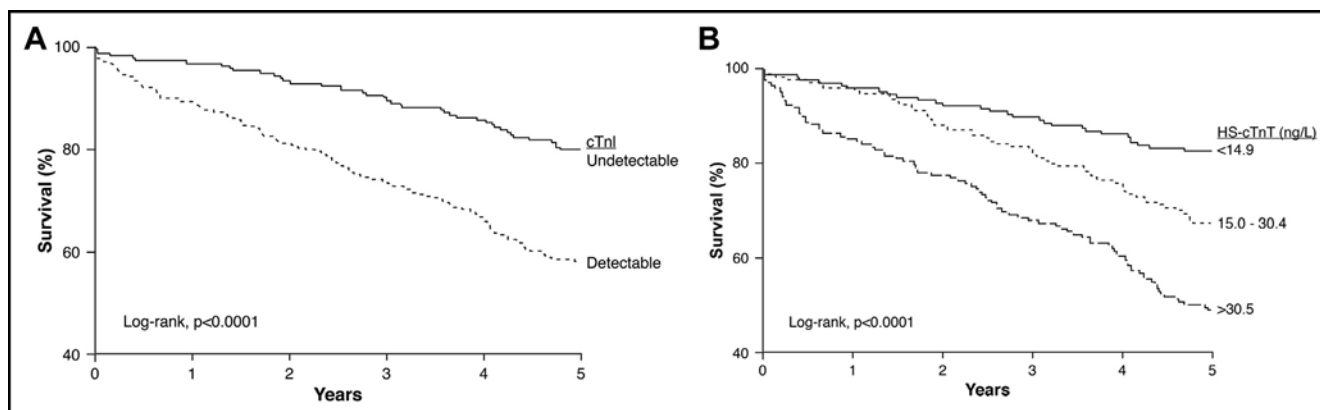 A
100
80
60
40
Survival (%)
cTnI
Undetectable
Detectable
Log-rank, p<0.0001
0 1 2 3 4 5
Years
B
100
80
60
40
Survival (%)
HS-cTnT (ng/L)
<14.9
15.0 - 30.4
>30.5
Log-rank, p<0.0001
0 1 2 3 4 5
Years